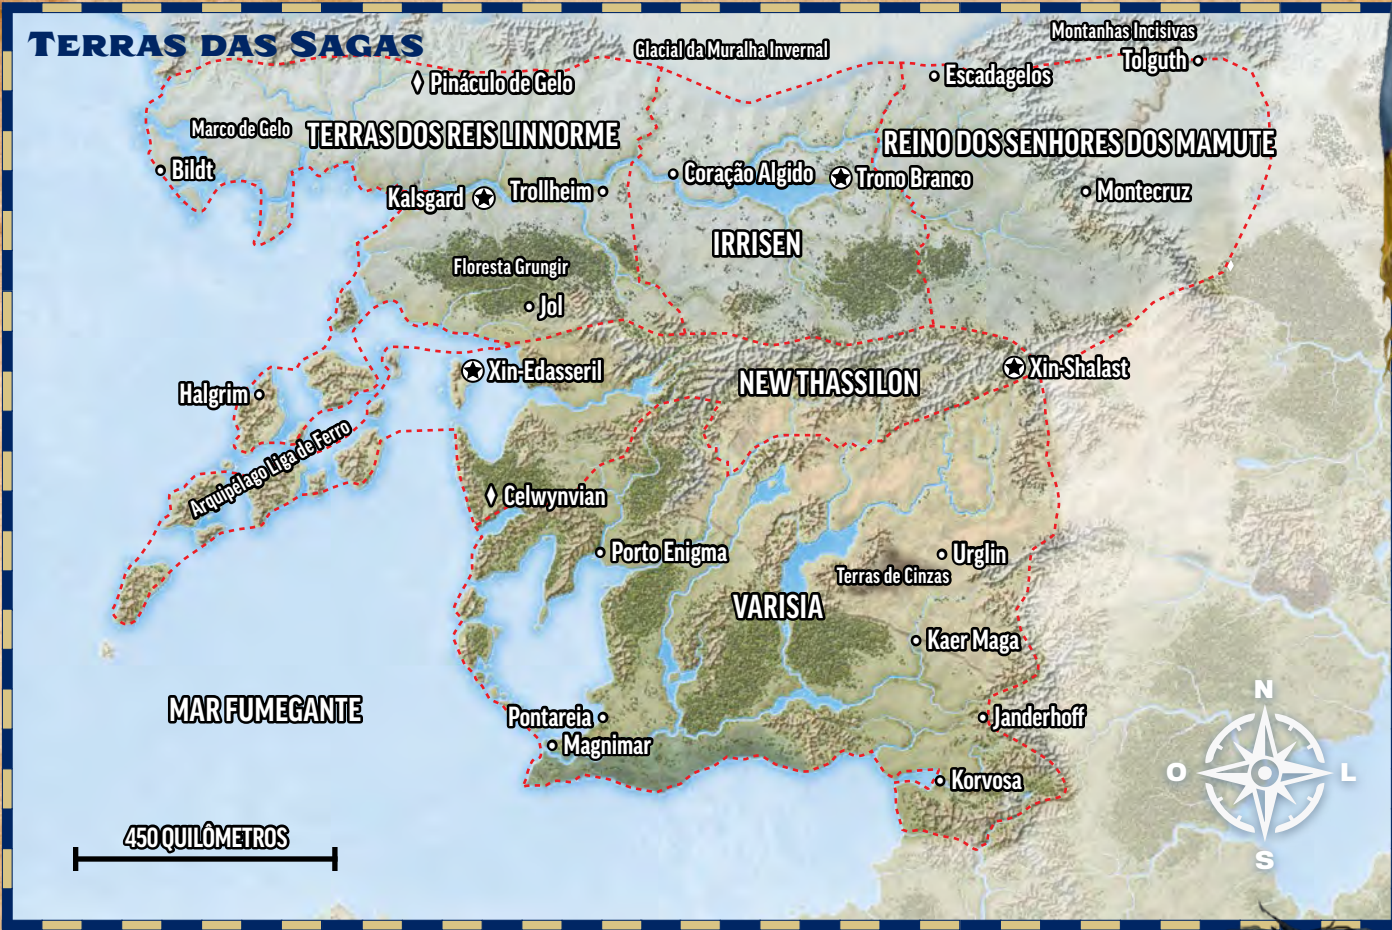 TERRAS DAS SAGAS
Glacial da Muralha Invernal
Montanhas Incisivas
Tolguth
Escadagelos
Pináculo de Gelo
Marco de Gelo
TERRAS DOS REIS LINNORME
REINO DOS SENHORES DOS MAMUTE
Bildt
Coração Algido
Trono Branco
Kalsgard
Trollheim
Montecruz
IRRISEN
Floresta Grungir
Jol
Xin-Edasseril
NEW THASSILON
Xin-Shalast
Halgrim
Arquipélago Liga de Ferro
Celwynvian
Porto Enigma
Urglin
Terras de Cinzas
VARISIA
Kaer Maga
MAR FUMEGANTE
Pontareia
Janderhoff
Magnimar
Korvosa
N
O
L
S
450 QUILÔMETROS